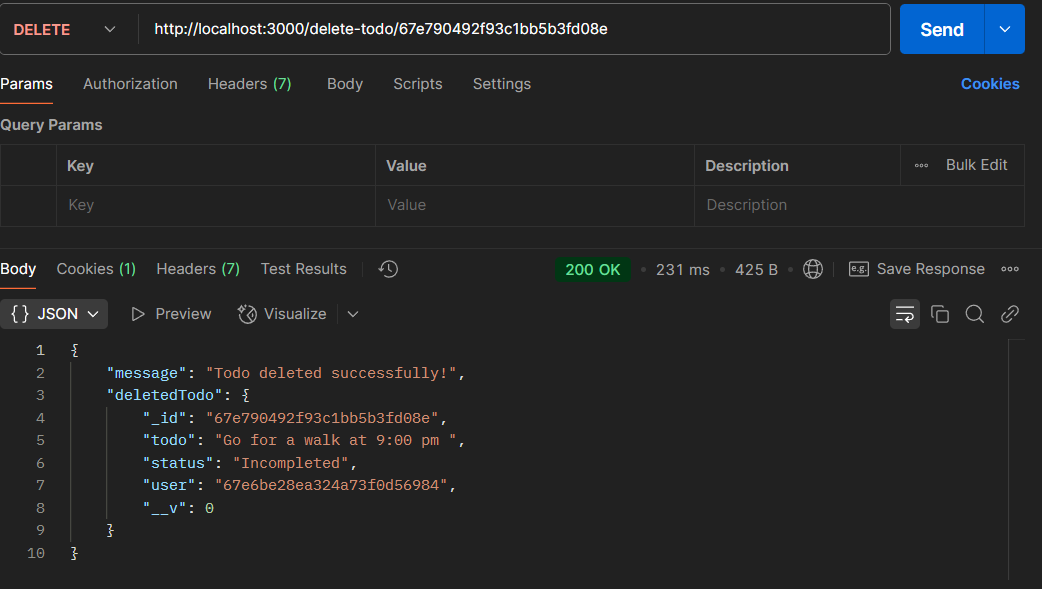 DELETE http://localhost:3000/delete-todo/67e790492f93c1bb5b3fd08e Send
Params Authorization Headers (7) Body Scripts Settings Cookies
Query Params
Key Value Description ••• Bulk Edit
Key Value Description
Body Cookies (1) Headers (7) Test Results 200 OK • 231 ms • 425 B • e.g. Save Response •••
{} JSON Preview Visualize
1 {
2 "message": "Todo deleted successfully!",
3 "deletedTodo": {
4 "_id": "67e790492f93c1bb5b3fd08e",
5 "todo": "Go for a walk at 9:00 pm ",
6 "status": "Incompleted",
7 "user": "67e6be28ea324a73f0d56984",
8 "__v": 0
9 }
10 }